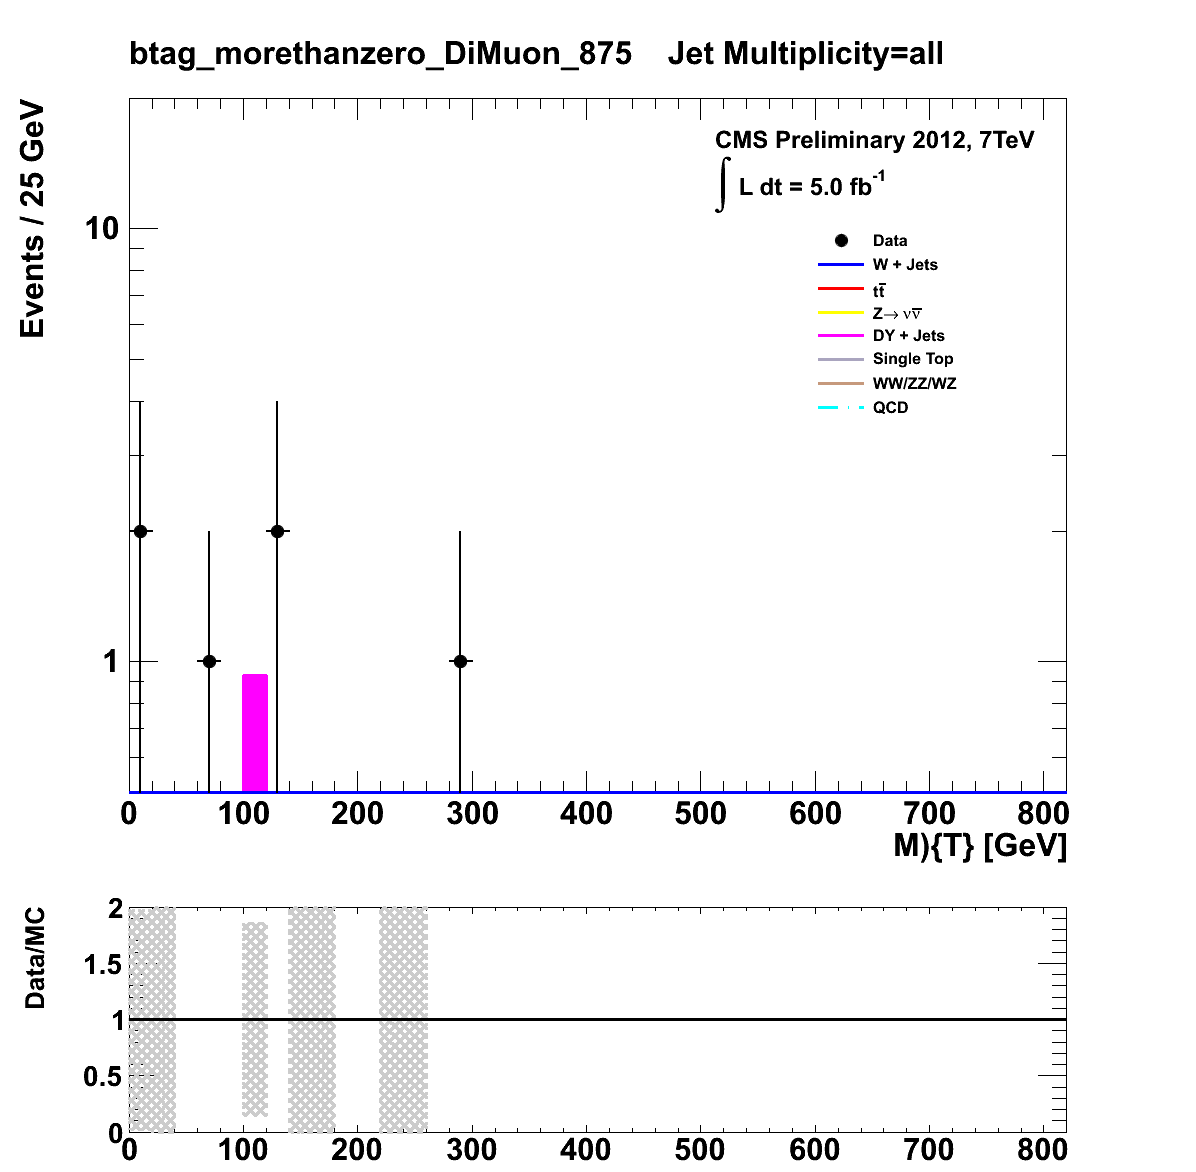 btag_morethanzero_DiMuon_875    Jet Multiplicity=all
Events / 25 GeV
CMS Preliminary 2012, 7TeV
∫ L dt = 5.0 fb⁻¹
Data
W + Jets
tt̅
Z→ νν̅
DY + Jets
Single Top
WW/ZZ/WZ
QCD
10
1
0 100 200 300 400 500 600 700 800
M){T} [GeV]
Data/MC
2
1.5
1
0.5
0
0 100 200 300 400 500 600 700 800